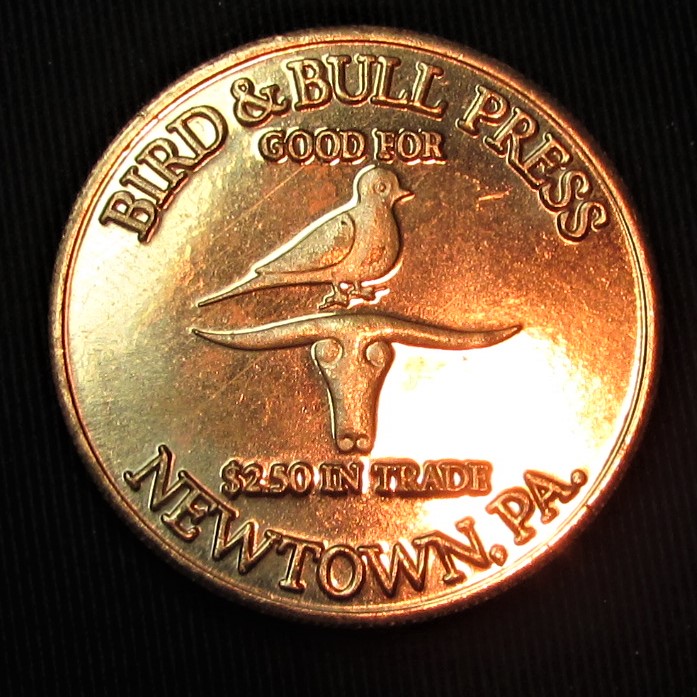 BIRD & BULL PRESS
GOOD FOR
$2.50 IN TRADE
NEWTOWN, PA.